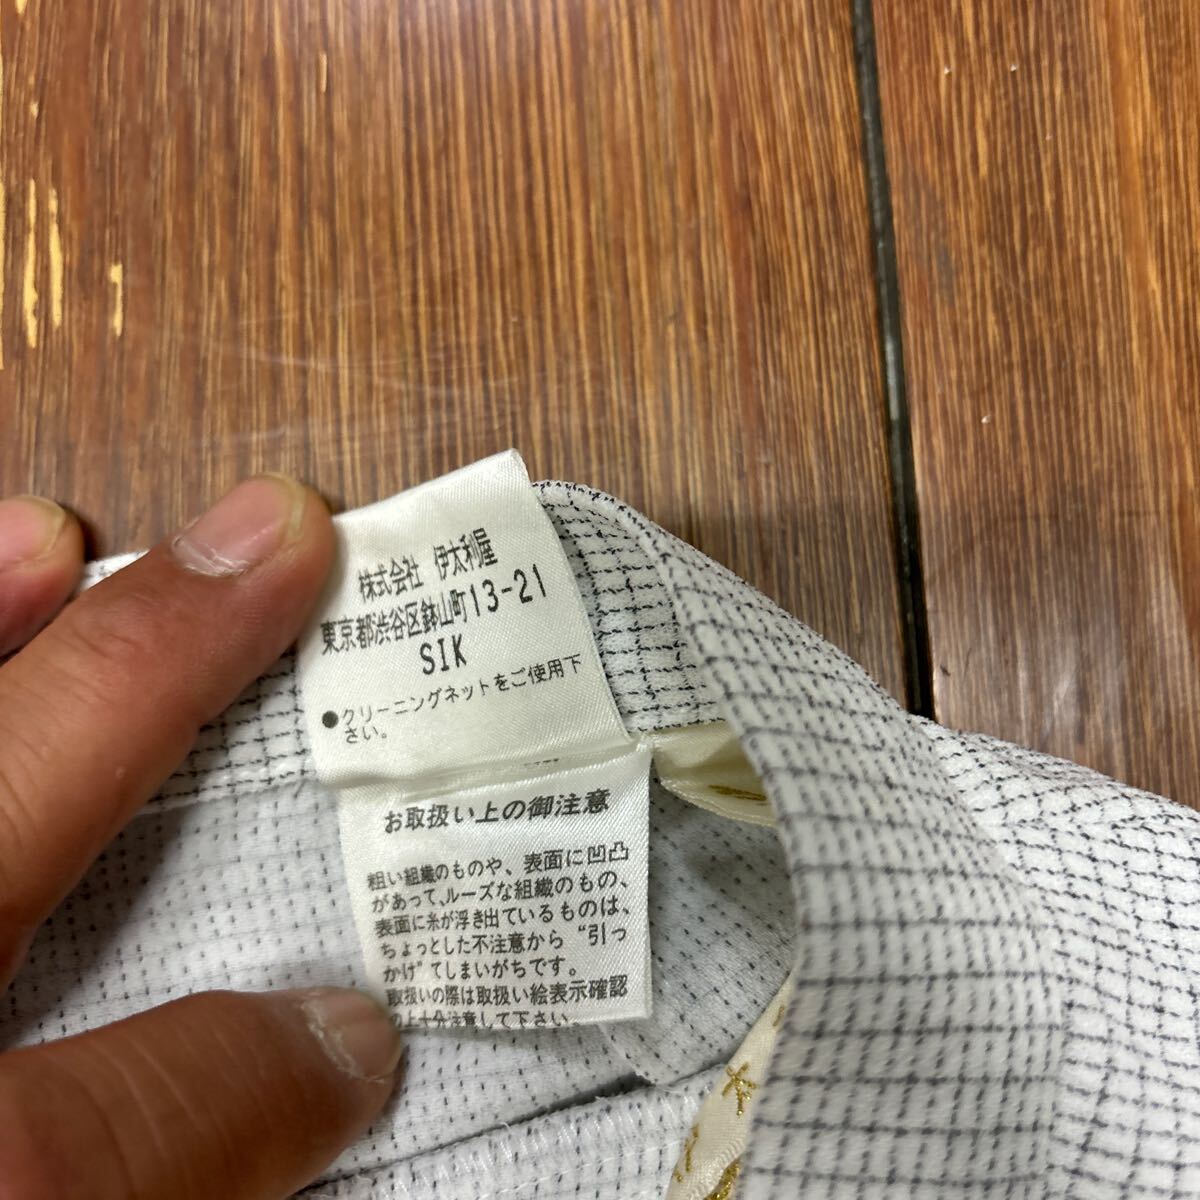 株式会社 伊太利屋
東京都渋谷区鉢山町13-21
SIK
●クリーニングネットをご使用下
さい。
お取扱い上の御注意
粗い組織のものや、表面に凹凸
があって、ルーズな組織のもの、
表面に糸が浮き出ているものは、
ちょっとした不注意から“引っ
かけ”てしまいがちです。
取扱いの際は取扱い絵表示確認
の上十分注意して下さい。